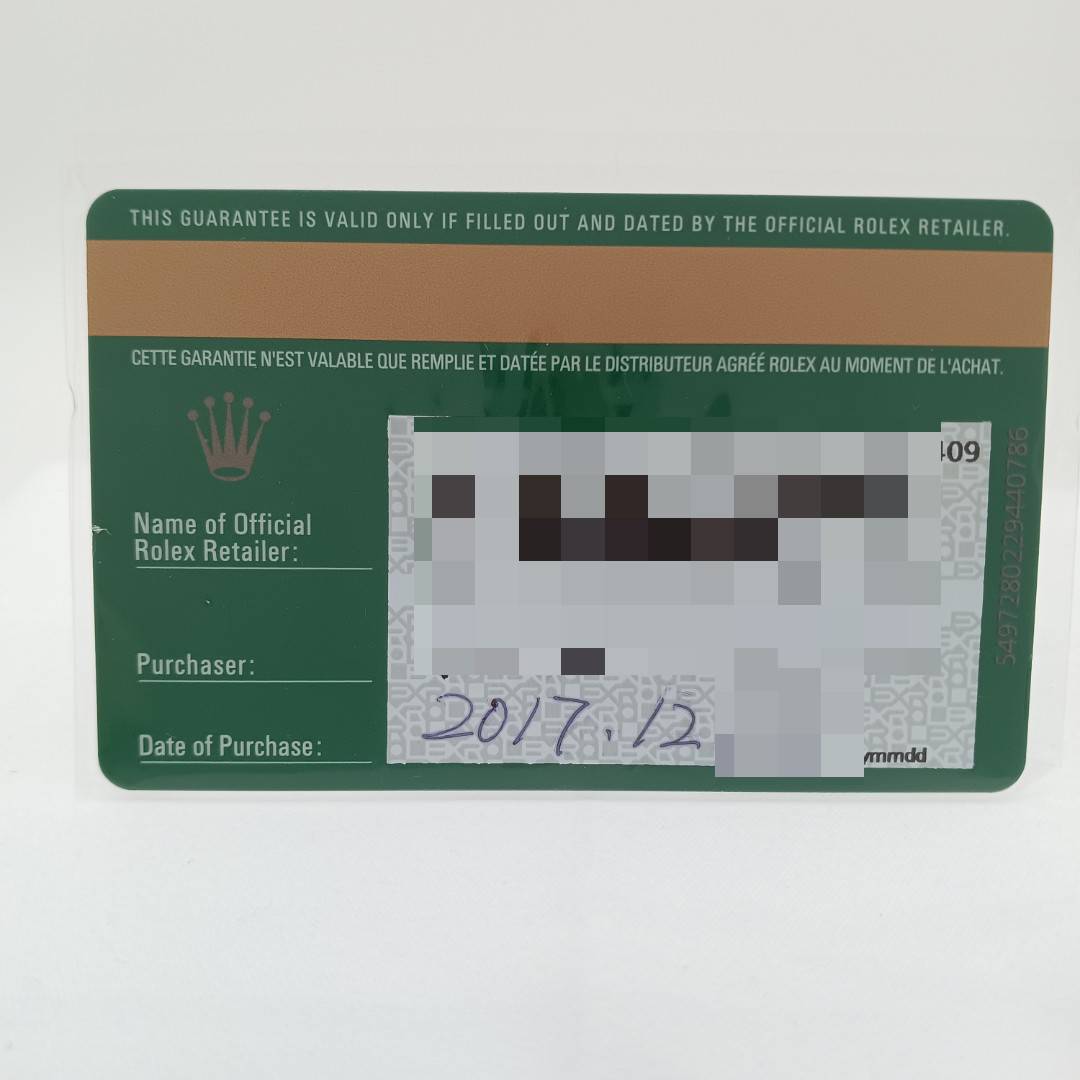 THIS GUARANTEE IS VALID ONLY IF FILLED OUT AND DATED BY THE OFFICIAL ROLEX RETAILER.
CETTE GARANTIE N'EST VALABLE QUE REMPLIE ET DATÉE PAR LE DISTRIBUTEUR AGRÉÉ ROLEX AU MOMENT DE L'ACHAT.
409
Name of Official
Rolex Retailer:
Purchaser:
Date of Purchase:
2017.12
ymmdd
5497280229440786